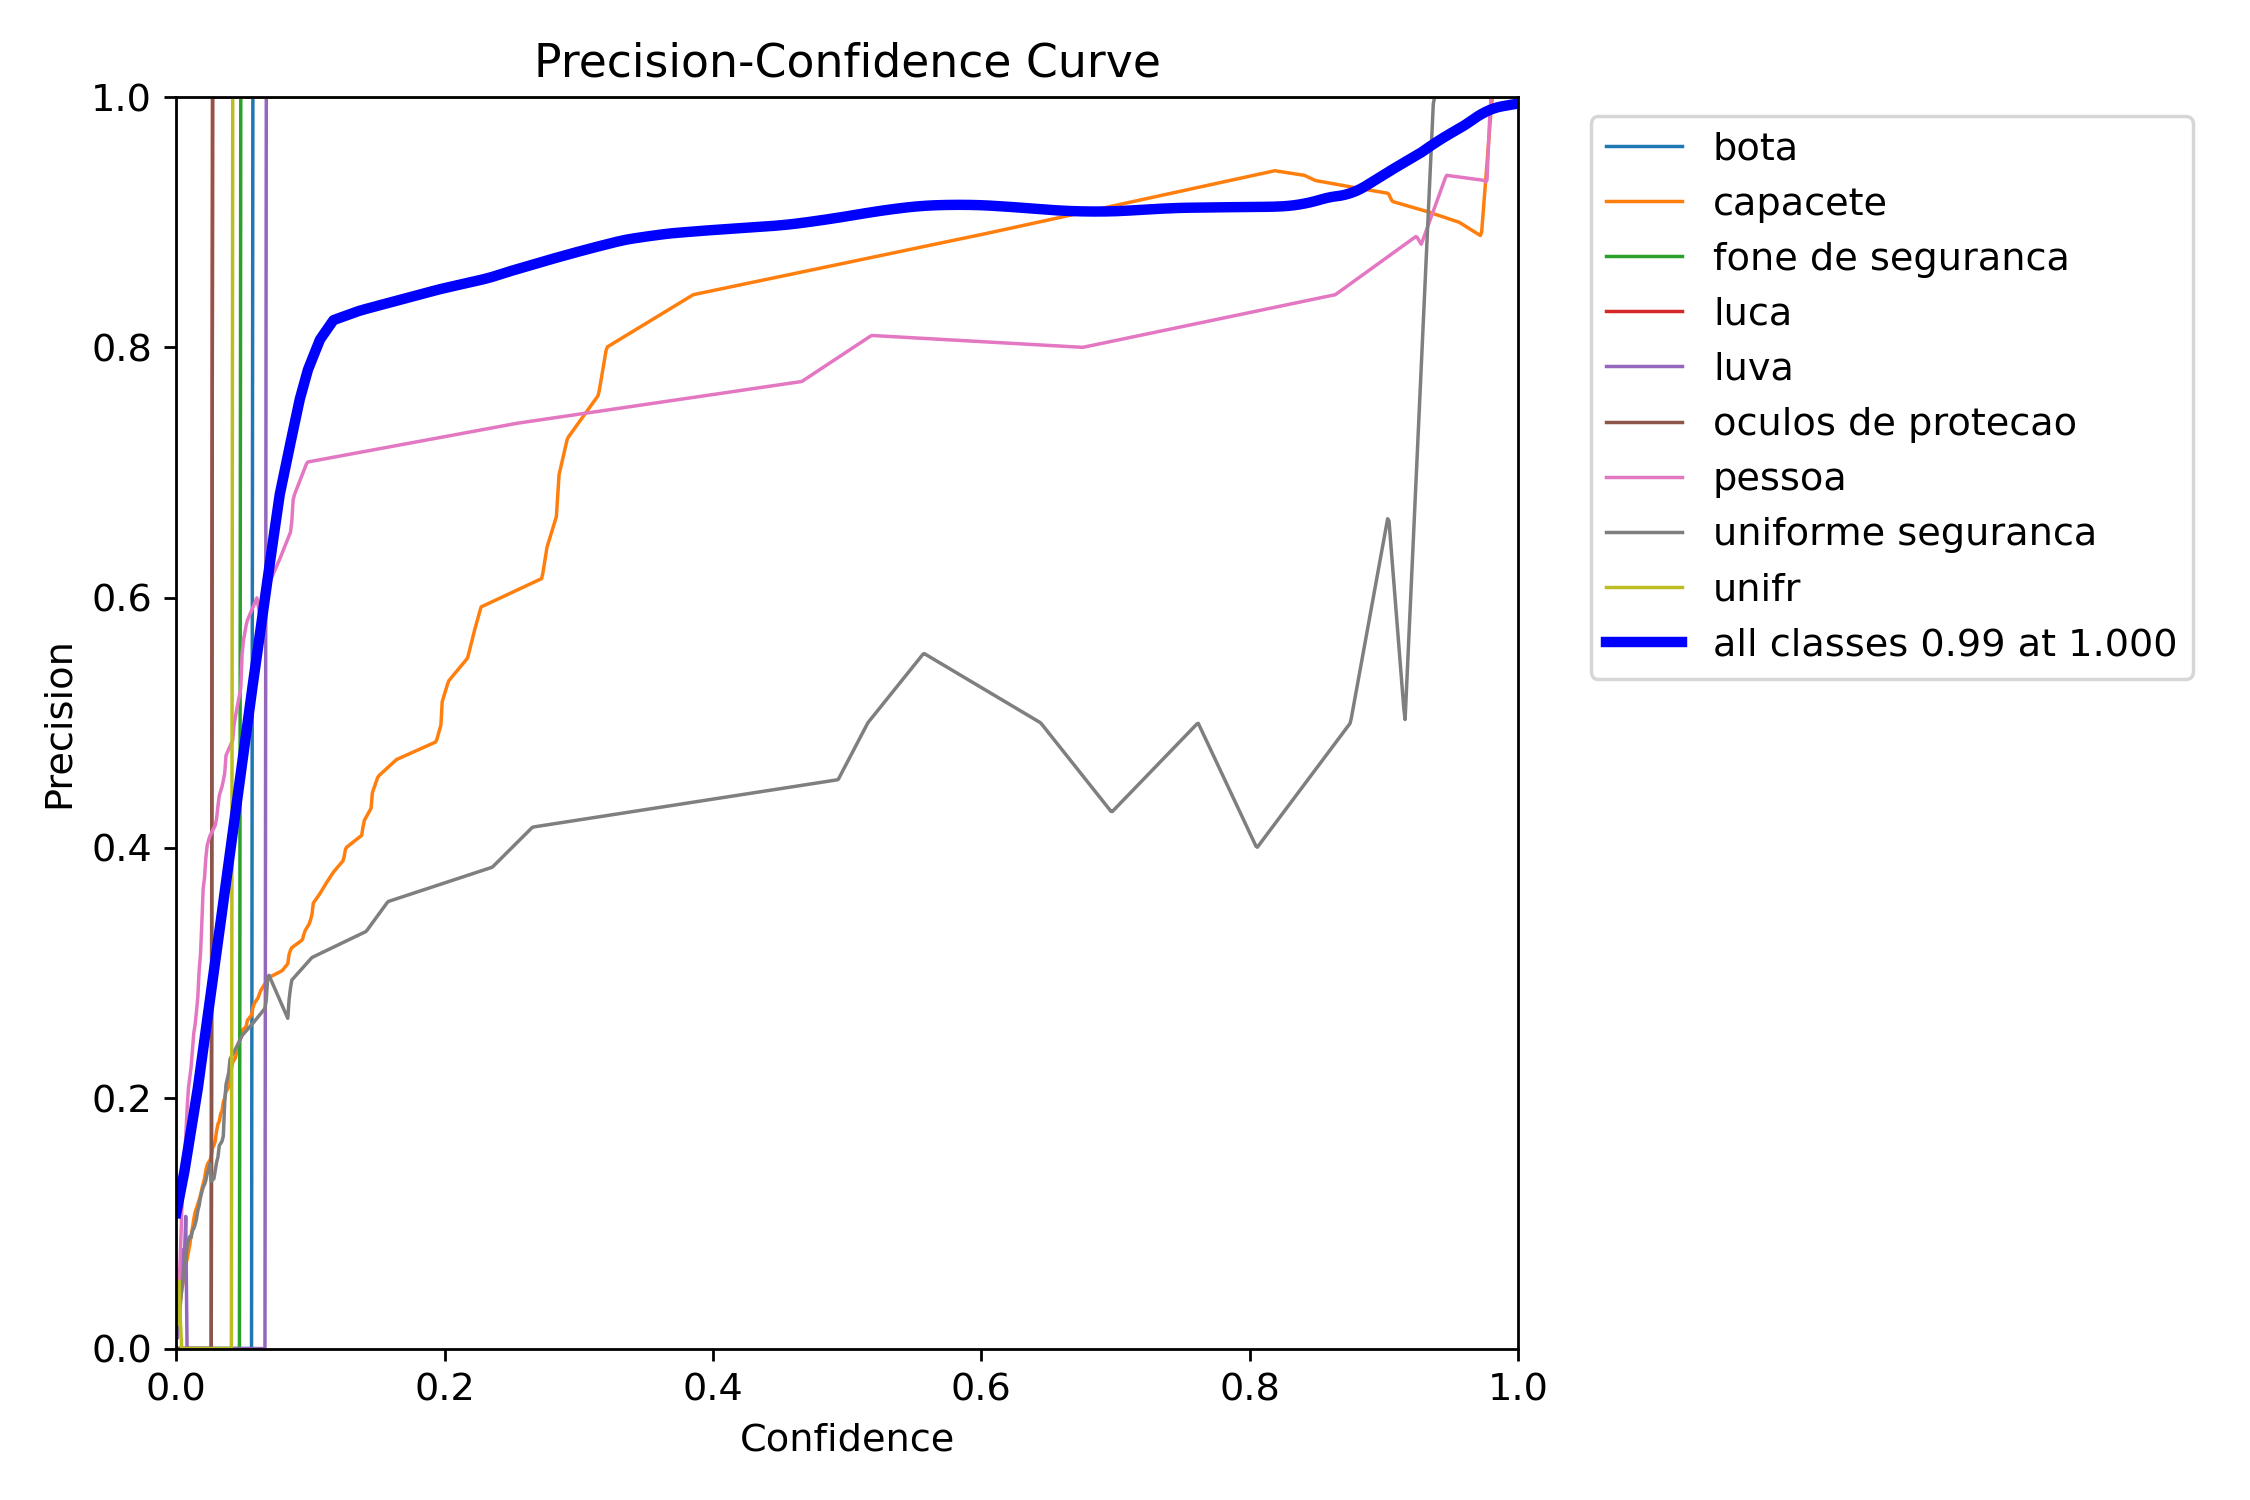 Precision-Confidence Curve
1.0
0.8
0.6
0.4
0.2
0.0
Precision
0.0 0.2 0.4 0.6 0.8 1.0
Confidence
bota
capacete
fone de seguranca
luca
luva
oculos de protecao
pessoa
uniforme seguranca
unifr
all classes 0.99 at 1.000